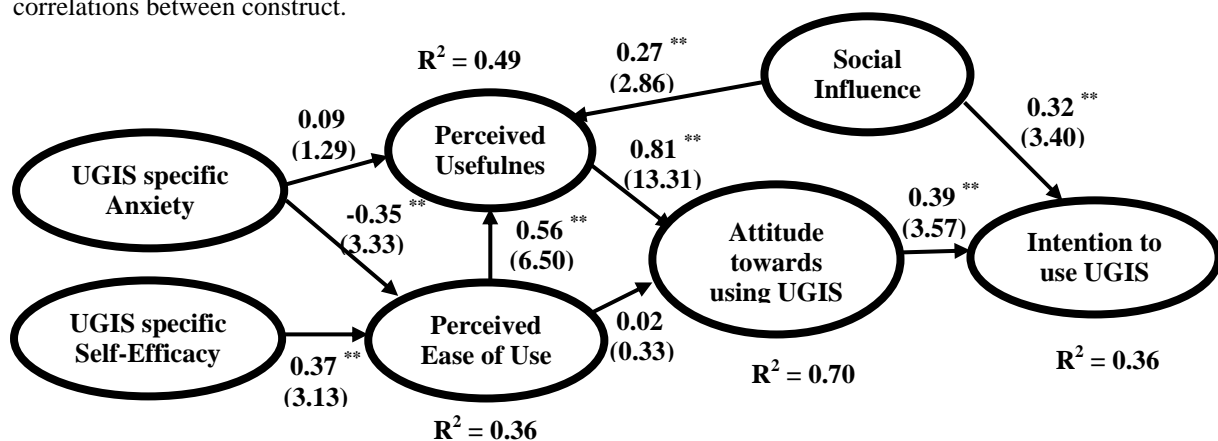 correlations between construct.
R² = 0.49
0.27 **
(2.86)
Social
Influence
0.32 **
(3.40)
0.09
(1.29)
Perceived
Usefulnes
0.81 **
(13.31)
UGIS specific
Anxiety
-0.35 **
(3.33)
0.56 **
(6.50)
0.39 **
(3.57)
Attitude
towards
using UGIS
Intention to
use UGIS
UGIS specific
Self-Efficacy
Perceived
Ease of Use
0.02
(0.33)
0.37 **
(3.13)
R² = 0.70
R² = 0.36
R² = 0.36